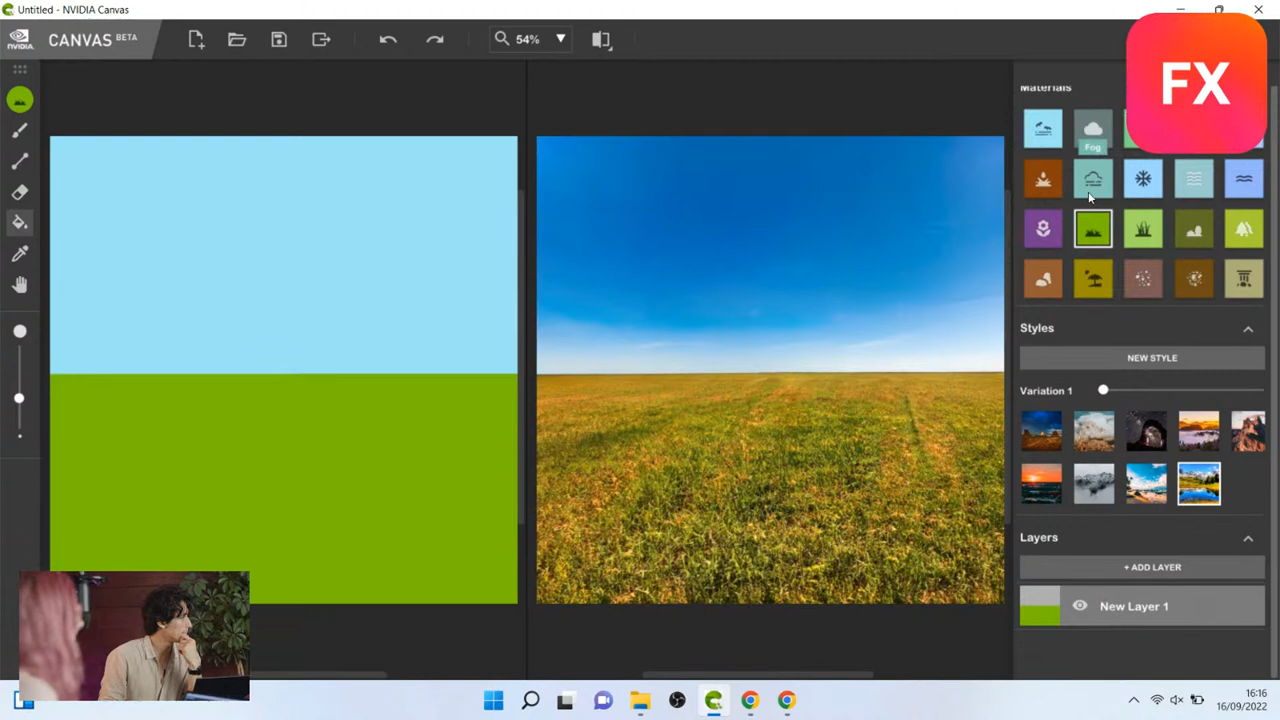 Untitled - NVIDIA Canvas
NVIDIA
CANVAS BETA
54%
FX
Materials
Fog
Styles
NEW STYLE
Variation 1
Layers
+ ADD LAYER
New Layer 1
16:16
16/09/2022